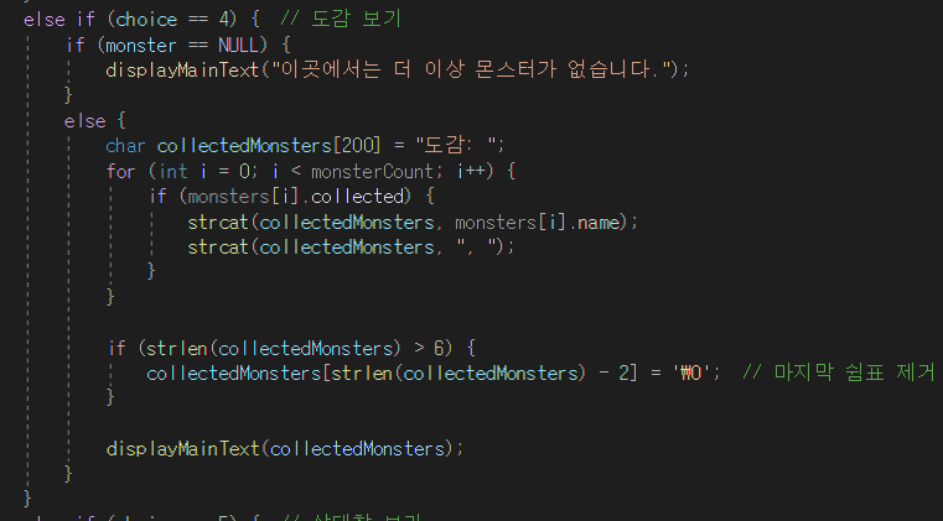 else if (choice == 4) {  // 도감 보기
    if (monster == NULL) {
        displayMainText("이곳에서는 더 이상 몬스터가 없습니다.");
    }
    else {
        char collectedMonsters[200] = "도감: ";
        for (int i = 0; i < monsterCount; i++) {
            if (monsters[i].collected) {
                strcat(collectedMonsters, monsters[i].name);
                strcat(collectedMonsters, ", ");
            }
        }
        if (strlen(collectedMonsters) > 6) {
            collectedMonsters[strlen(collectedMonsters) - 2] = '₩0';  // 마지막 쉼표 제거
        }
        displayMainText(collectedMonsters);
    }
}